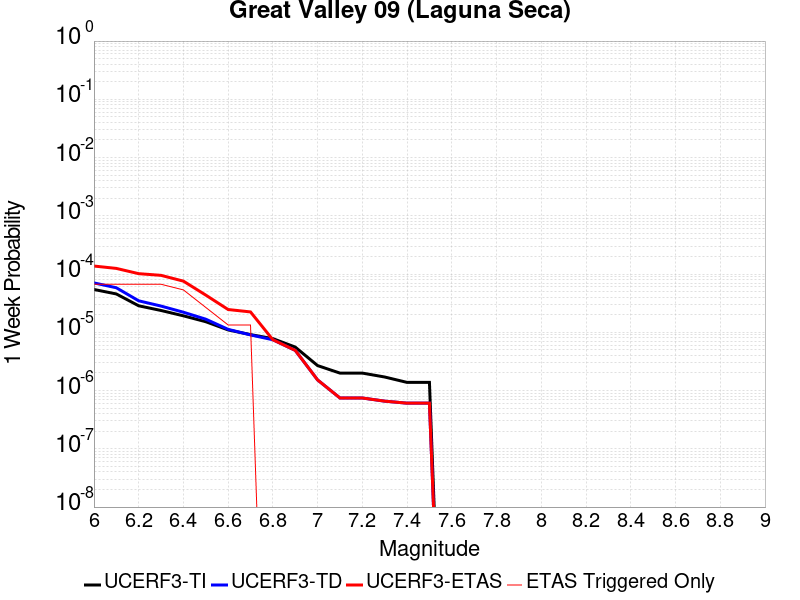 Great Valley 09 (Laguna Seca)
10^0
10^-1
10^-2
10^-3
10^-4
10^-5
10^-6
10^-7
10^-8
1 Week Probability
6 6.2 6.4 6.6 6.8 7 7.2 7.4 7.6 7.8 8 8.2 8.4 8.6 8.8 9
Magnitude
UCERF3-TI UCERF3-TD UCERF3-ETAS ETAS Triggered Only